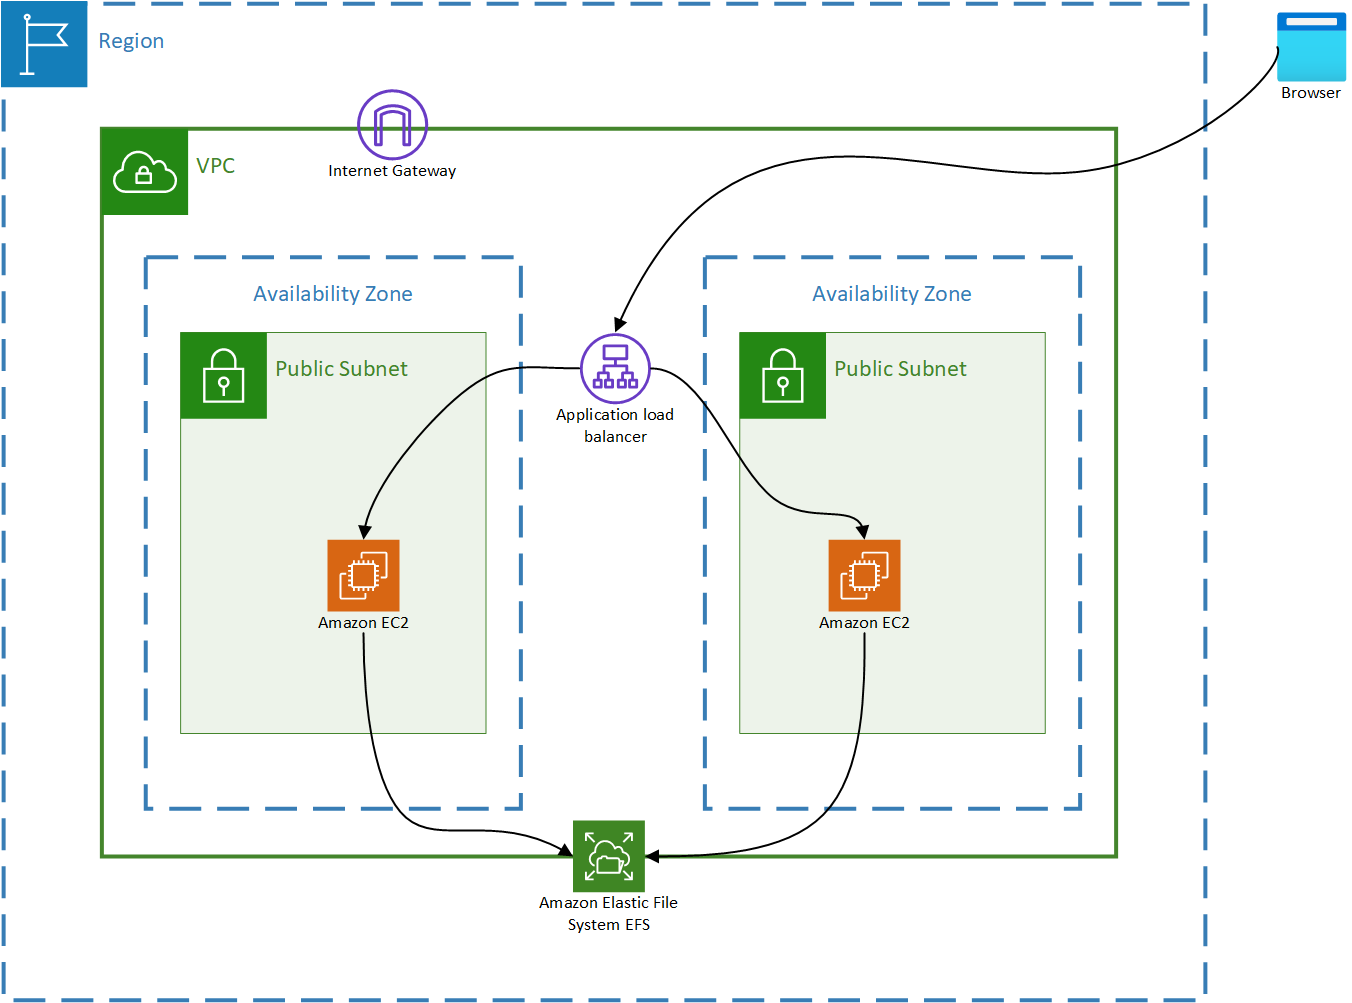 Region
Browser
Internet Gateway
VPC
Availability Zone
Availability Zone
Public Subnet
Public Subnet
Application load
balancer
Amazon EC2
Amazon EC2
Amazon Elastic File
System EFS